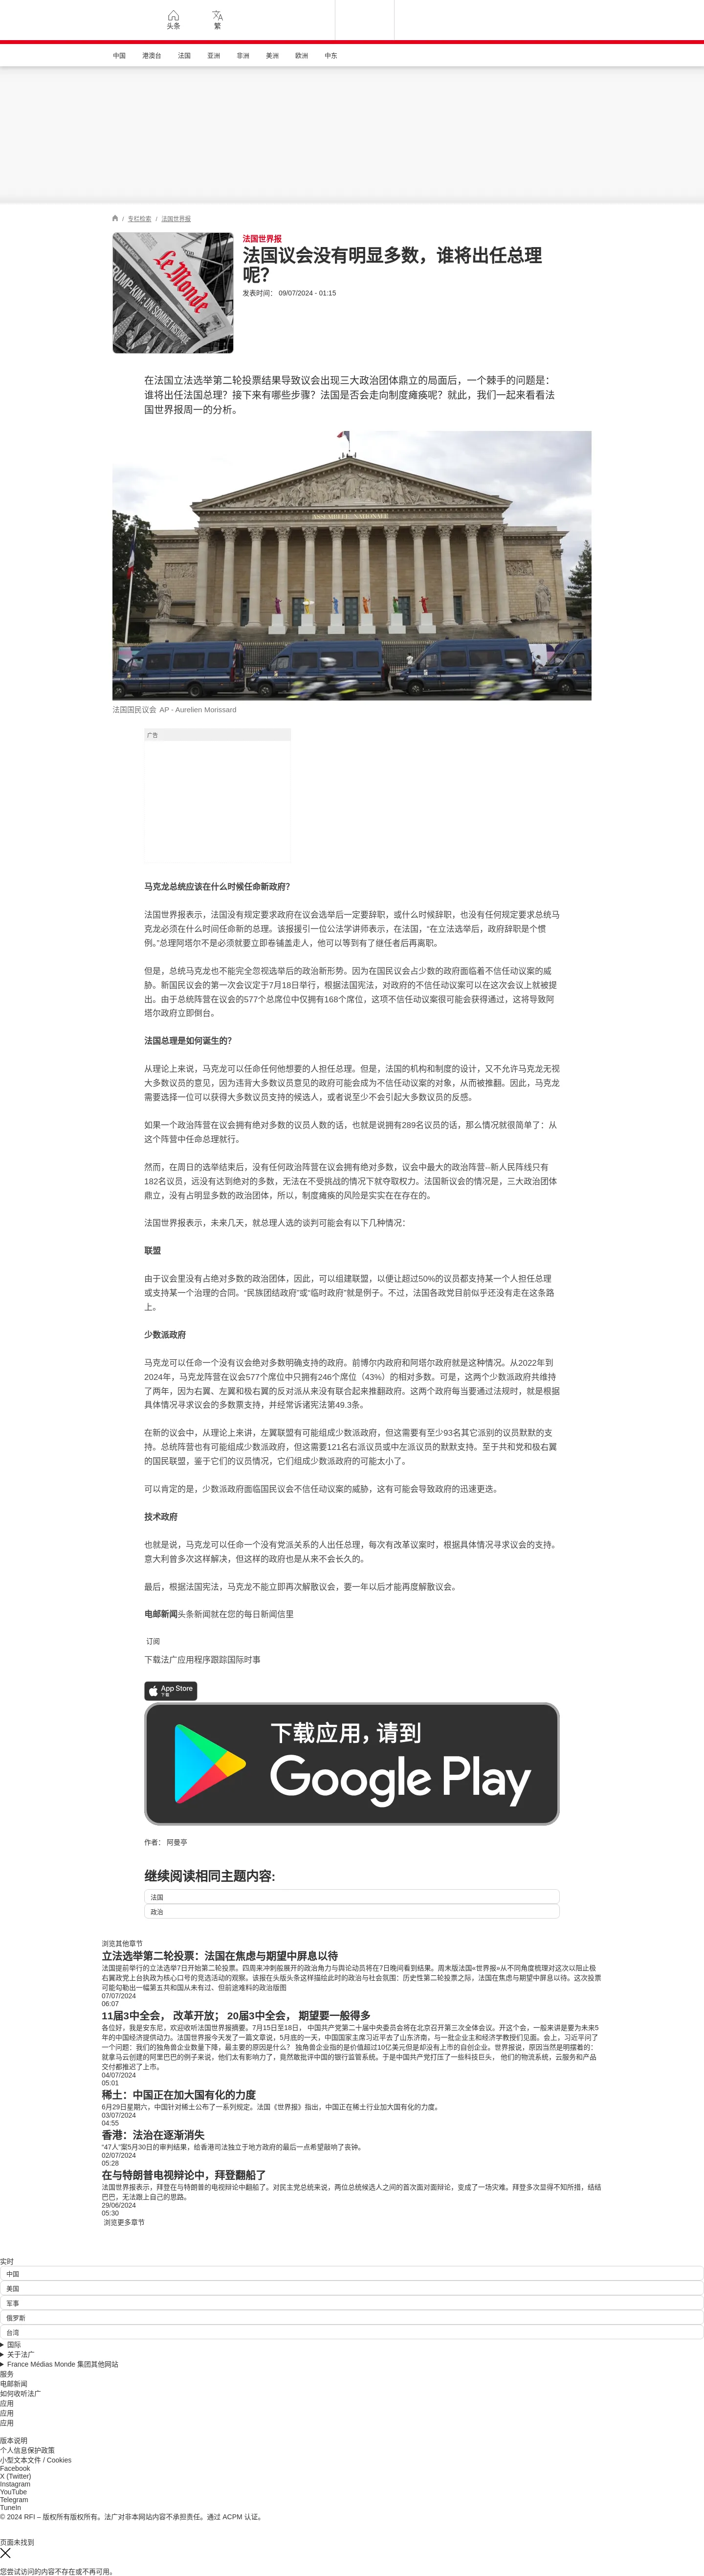 头条
繁
中国 港澳台 法国 亚洲 非洲 美洲 欧洲 中东
/ 专栏检索 / 法国世界报
法国世界报
法国议会没有明显多数，谁将出任总理
呢？
发表时间： 09/07/2024 - 01:15
Le Monde
TRUMP-KIM : UN SOMMET HISTORIQUE
在法国立法选举第二轮投票结果导致议会出现三大政治团体鼎立的局面后，一个棘手的问题是：
谁将出任法国总理？接下来有哪些步骤？法国是否会走向制度瘫痪呢？就此，我们一起来看看法
国世界报周一的分析。
ASSEMBLEE NATIONALE
法国国民议会 AP - Aurelien Morissard
广告
马克龙总统应该在什么时候任命新政府？
法国世界报表示，法国没有规定要求政府在议会选举后一定要辞职，或什么时候辞职，也没有任何规定要求总统马
克龙必须在什么时间任命新的总理。该报援引一位公法学讲师表示，在法国，“在立法选举后，政府辞职是个惯
例。”总理阿塔尔不是必须就要立即卷铺盖走人，他可以等到有了继任者后再离职。
但是，总统马克龙也不能完全忽视选举后的政治新形势。因为在国民议会占少数的政府面临着不信任动议案的威
胁。新国民议会的第一次会议定于7月18日举行，根据法国宪法，对政府的不信任动议案可以在这次会议上就被提
出。由于总统阵营在议会的577个总席位中仅拥有168个席位，这项不信任动议案很可能会获得通过，这将导致阿
塔尔政府立即倒台。
法国总理是如何诞生的？
从理论上来说，马克龙可以任命任何他想要的人担任总理。但是，法国的机构和制度的设计，又不允许马克龙无视
大多数议员的意见，因为违背大多数议员意见的政府可能会成为不信任动议案的对象，从而被推翻。因此，马克龙
需要选择一位可以获得大多数议员支持的候选人，或者说至少不会引起大多数议员的反感。
如果一个政治阵营在议会拥有绝对多数的议员人数的话，也就是说拥有289名议员的话，那么情况就很简单了：从
这个阵营中任命总理就行。
然而，在周日的选举结束后，没有任何政治阵营在议会拥有绝对多数，议会中最大的政治阵营--新人民阵线只有
182名议员，远没有达到绝对的多数，无法在不受挑战的情况下就夺取权力。法国新议会的情况是，三大政治团体
鼎立，没有占明显多数的政治团体，所以，制度瘫痪的风险是实实在在存在的。
法国世界报表示，未来几天，就总理人选的谈判可能会有以下几种情况：
联盟
由于议会里没有占绝对多数的政治团体，因此，可以组建联盟，以便让超过50%的议员都支持某一个人担任总理
或支持某一个治理的合同。“民族团结政府”或“临时政府”就是例子。不过，法国各政党目前似乎还没有走在这条路
上。
少数派政府
马克龙可以任命一个没有议会绝对多数明确支持的政府。前博尔内政府和阿塔尔政府就是这种情况。从2022年到
2024年，马克龙阵营在议会577个席位中只拥有246个席位（43%）的相对多数。可是，这两个少数派政府共维持
了两年，因为右翼、左翼和极右翼的反对派从来没有联合起来推翻政府。这两个政府每当要通过法规时，就是根据
具体情况寻求议会的多数票支持，并经常诉诸宪法第49.3条。
在新的议会中，从理论上来讲，左翼联盟有可能组成少数派政府，但这需要有至少93名其它派别的议员默默的支
持。总统阵营也有可能组成少数派政府，但这需要121名右派议员或中左派议员的默默支持。至于共和党和极右翼
的国民联盟，鉴于它们的议员情况，它们组成少数派政府的可能太小了。
可以肯定的是，少数派政府面临国民议会不信任动议案的威胁，这有可能会导致政府的迅速更迭。
技术政府
也就是说，马克龙可以任命一个没有党派关系的人出任总理，每次有改革议案时，根据具体情况寻求议会的支持。
意大利曾多次这样解决，但这样的政府也是从来不会长久的。
最后，根据法国宪法，马克龙不能立即再次解散议会，要一年以后才能再度解散议会。
电邮新闻头条新闻就在您的每日新闻信里
订阅
下载法广应用程序跟踪国际时事
App Store
下载
下载应用，请到
Google Play
作者： 阿曼亭
继续阅读相同主题内容:
法国
政治
浏览其他章节
立法选举第二轮投票：法国在焦虑与期望中屏息以待
法国提前举行的立法选举7日开始第二轮投票。四周来冲刺般展开的政治角力与舆论动员将在7日晚间看到结果。周末版法国«世界报»从不同角度梳理对这次以阻止极
右翼政党上台执政为核心口号的竞选活动的观察。该报在头版头条这样描绘此时的政治与社会氛围：历史性第二轮投票之际，法国在焦虑与期望中屏息以待。这次投票
可能勾勒出一幅第五共和国从未有过、但前途难料的政治版图
07/07/2024
06:07
11届3中全会， 改革开放； 20届3中全会， 期望要一般得多
各位好，我是安东尼，欢迎收听法国世界报摘要。7月15日至18日， 中国共产党第二十届中央委员会将在北京召开第三次全体会议。开这个会，一般来讲是要为未来5
年的中国经济提供动力。法国世界报今天发了一篇文章说，5月底的一天，中国国家主席习近平去了山东济南，与一批企业主和经济学教授们见面。会上，习近平问了
一个问题：我们的独角兽企业数量下降，最主要的原因是什么？ 独角兽企业指的是价值超过10亿美元但是却没有上市的自创企业。世界报说，原因当然是明摆着的：
就拿马云创建的阿里巴巴的例子来说，他们太有影响力了，竟然敢批评中国的银行监管系统。于是中国共产党打压了一些科技巨头， 他们的物流系统，云服务和产品
交付都推迟了上市。
04/07/2024
05:01
稀土：中国正在加大国有化的力度
6月29日星期六，中国针对稀土公布了一系列规定。法国《世界报》指出，中国正在稀土行业加大国有化的力度。
03/07/2024
04:55
香港：法治在逐渐消失
“47人”案5月30日的审判结果，给香港司法独立于地方政府的最后一点希望敲响了丧钟。
02/07/2024
05:28
在与特朗普电视辩论中，拜登翻船了
法国世界报表示，拜登在与特朗普的电视辩论中翻船了。对民主党总统来说，两位总统候选人之间的首次面对面辩论，变成了一场灾难。拜登多次显得不知所措，结结
巴巴，无法跟上自己的思路。
29/06/2024
05:30
浏览更多章节
实时
中国
美国
军事
俄罗斯
台湾
国际
关于法广
France Médias Monde 集团其他网站
服务
电邮新闻
如何收听法广
应用
应用
应用
版本说明
个人信息保护政策
小型文本文件 / Cookies
Facebook
X (Twitter)
Instagram
YouTube
Telegram
TuneIn
© 2024 RFI – 版权所有版权所有。法广对非本网站内容不承担责任。通过 ACPM 认证。
页面未找到
您尝试访问的内容不存在或不再可用。